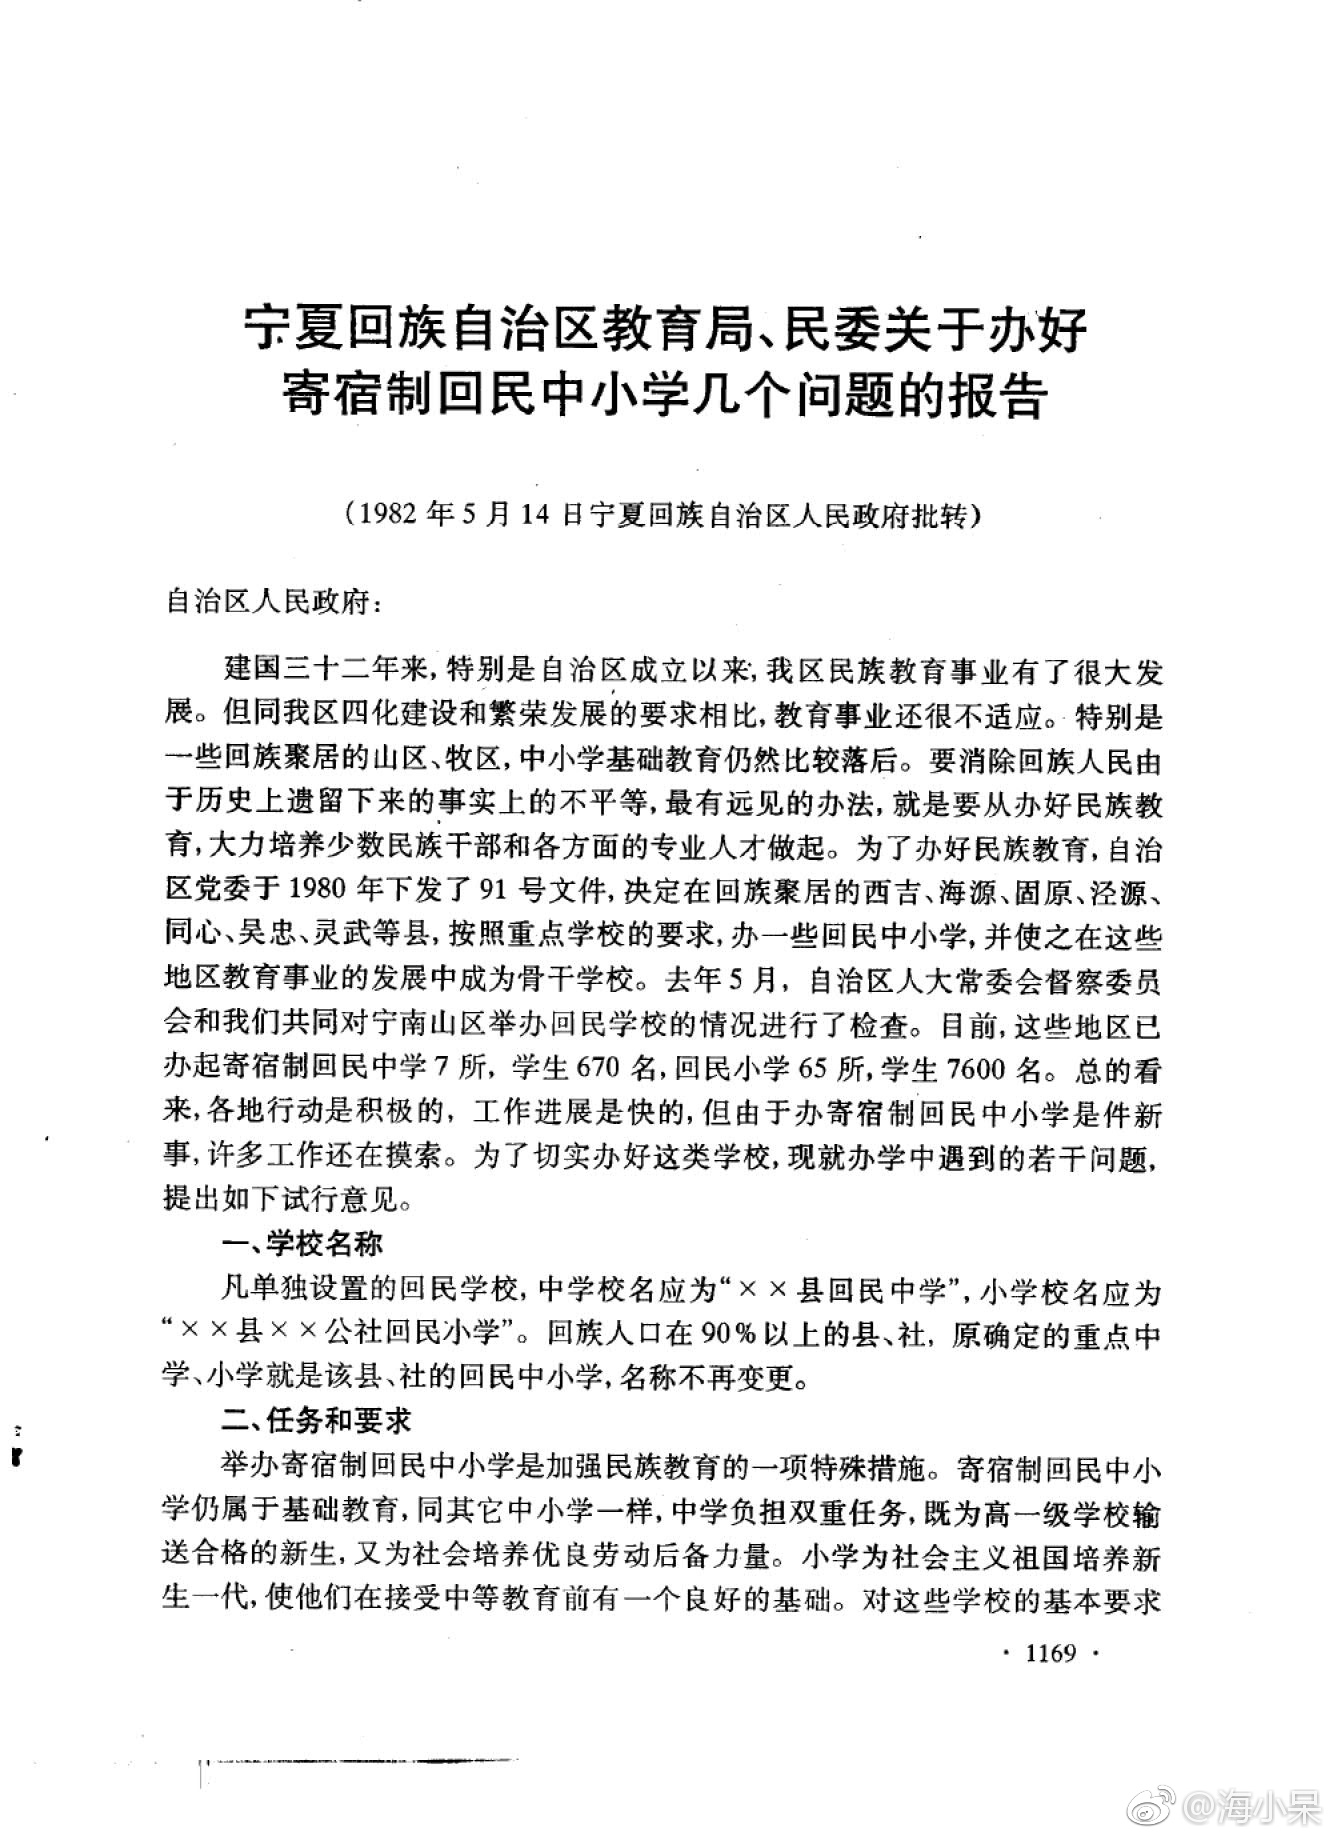 宁夏回族自治区教育局、民委关于办好
寄宿制回民中小学几个问题的报告
（1982年5月14日宁夏回族自治区人民政府批转）
自治区人民政府：
建国三十二年来，特别是自治区成立以来，我区民族教育事业有了很大发
展。但同我区四化建设和繁荣发展的要求相比，教育事业还很不适应。特别是
一些回族聚居的山区、牧区，中小学基础教育仍然比较落后。要消除回族人民由
于历史上遗留下来的事实上的不平等，最有远见的办法，就是要从办好民族教
育，大力培养少数民族干部和各方面的专业人才做起。为了办好民族教育，自治
区党委于1980年下发了91号文件，决定在回族聚居的西吉、海源、固原、泾源、
同心、吴忠、灵武等县，按照重点学校的要求，办一些回民中小学，并使之在这些
地区教育事业的发展中成为骨干学校。去年5月，自治区人大常委会督察委员
会和我们共同对宁南山区举办回民学校的情况进行了检查。目前，这些地区已
办起寄宿制回民中学7所，学生670名，回民小学65所，学生7600名。总的看
来，各地行动是积极的，工作进展是快的，但由于办寄宿制回民中小学是件新
事，许多工作还在摸索。为了切实办好这类学校，现就办学中遇到的若干问题，
提出如下试行意见。
一、学校名称
凡单独设置的回民学校，中学校名应为“××县回民中学”，小学校名应为
“××县××公社回民小学”。回族人口在90%以上的县、社，原确定的重点中
学、小学就是该县、社的回民中小学，名称不再变更。
二、任务和要求
举办寄宿制回民中小学是加强民族教育的一项特殊措施。寄宿制回民中小
学仍属于基础教育，同其它中小学一样，中学负担双重任务，既为高一级学校输
送合格的新生，又为社会培养优良劳动后备力量。小学为社会主义祖国培养新
生一代，使他们在接受中等教育前有一个良好的基础。对这些学校的基本要求
· 1169 ·
@海小呆